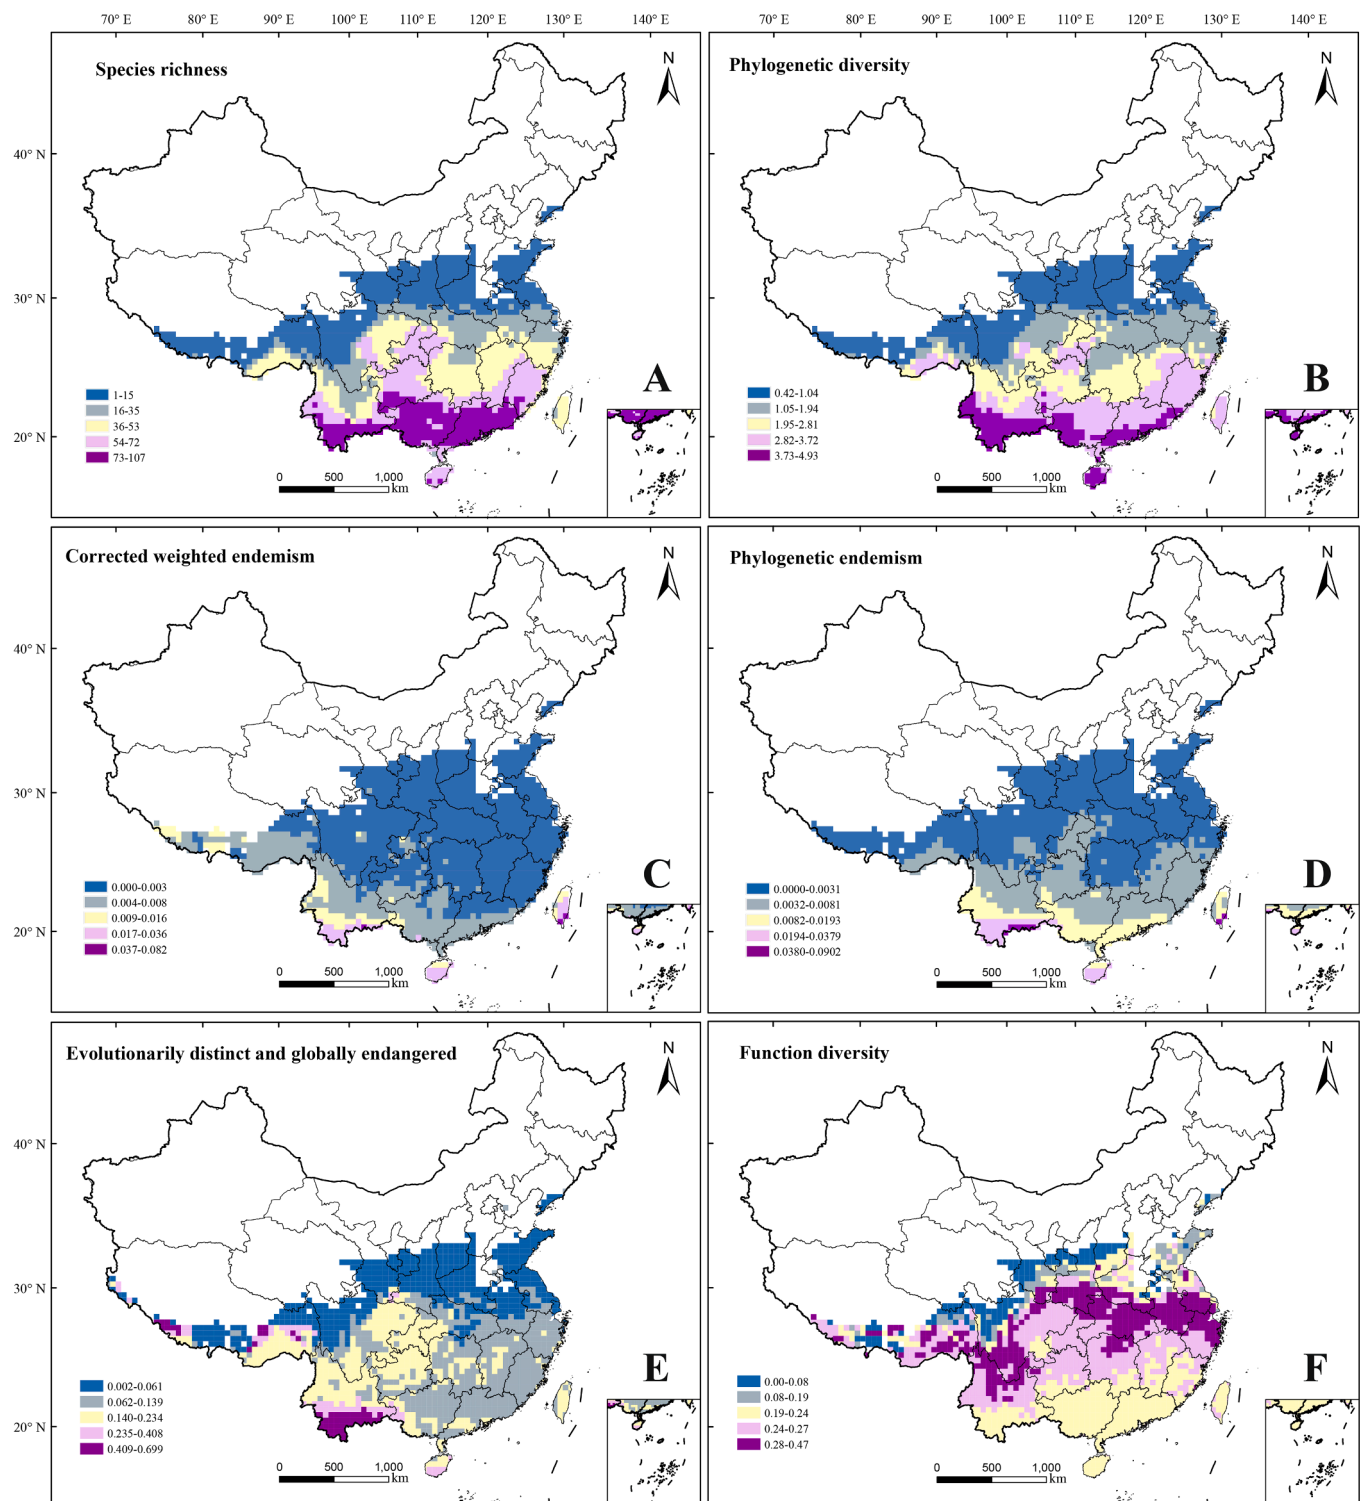 70° E 80° E 90° E 100° E 110° E 120° E 130° E 140° E 70° E 80° E 90° E 100° E 110° E 120° E 130° E 140° E
Species richness
N
40° N
30° N
20° N
A
1-15
16-35
36-53
54-72
73-107
0 500 1,000
km
Phylogenetic diversity
N
B
0.42-1.04
1.05-1.94
1.95-2.81
2.82-3.72
3.73-4.93
0 500 1,000
km
Corrected weighted endemism
N
40° N
30° N
20° N
C
0.000-0.003
0.004-0.008
0.009-0.016
0.017-0.036
0.037-0.082
0 500 1,000
km
Phylogenetic endemism
N
D
0.0000-0.0031
0.0032-0.0081
0.0082-0.0193
0.0194-0.0379
0.0380-0.0902
0 500 1,000
km
Evolutionarily distinct and globally endangered
N
40° N
30° N
20° N
E
0.002-0.061
0.062-0.139
0.140-0.234
0.235-0.408
0.409-0.699
0 500 1,000
km
Function diversity
N
F
0.00-0.08
0.08-0.19
0.19-0.24
0.24-0.27
0.28-0.47
0 500 1,000
km